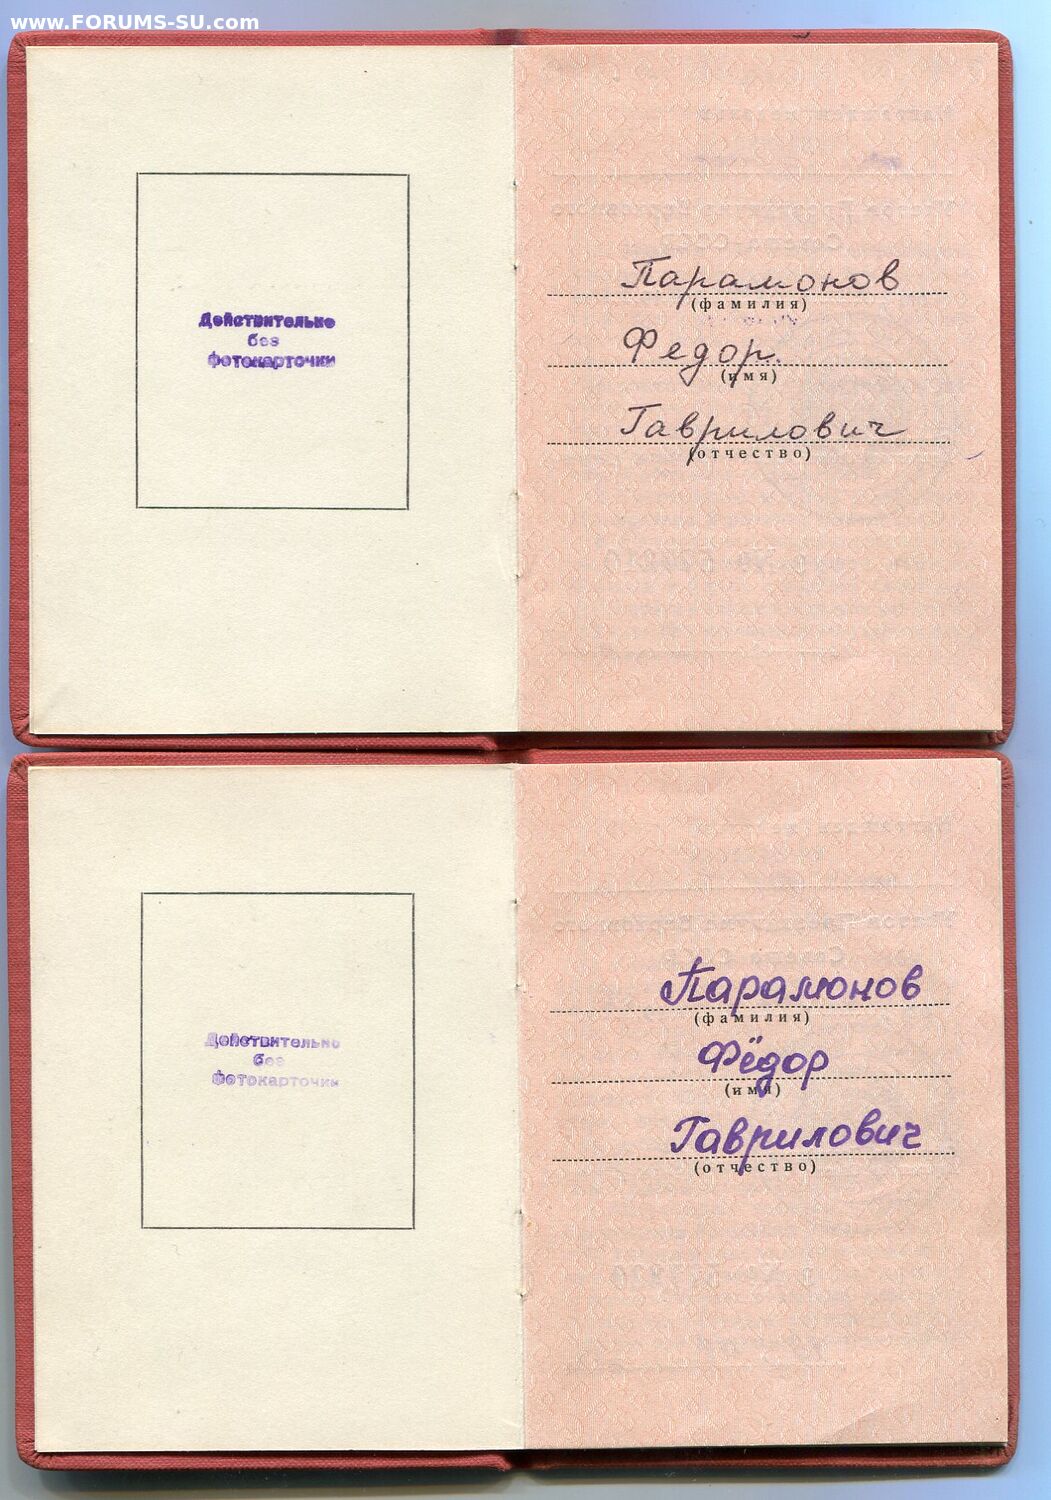 www.FORUMS-SU.com
Действительно
без
фотокарточки
Парамонов
(фамилия)
Федор.
(имя)
Гаврилович
(отчество)
Действительно
без
фотокарточки
Парамонов
(фамилия)
Фёдор
(имя)
Гаврилович
(отчество)